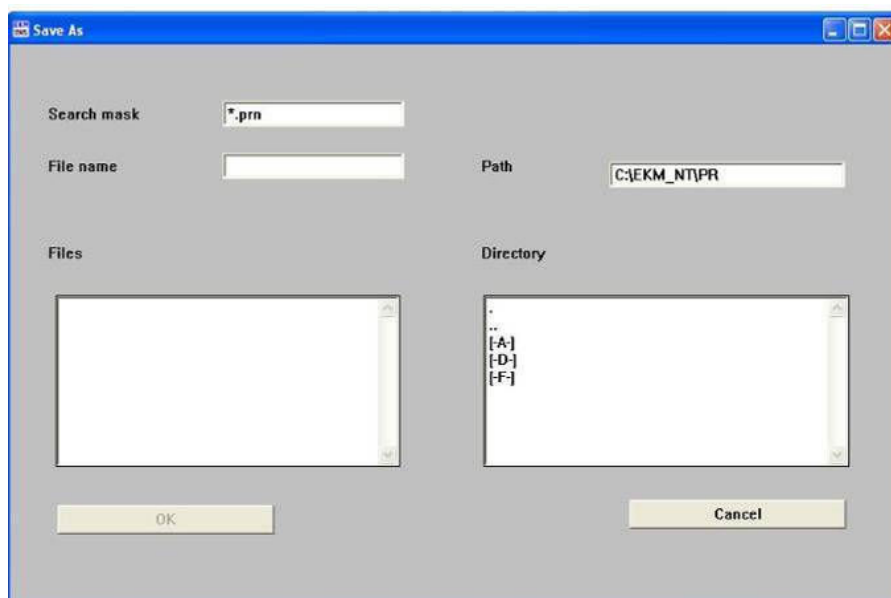 Save As
Search mask
*.prn
File name
Path
C:\EKM_NT\PR
Files
Directory
.
..
[-A-]
[-D-]
[-F-]
OK
Cancel